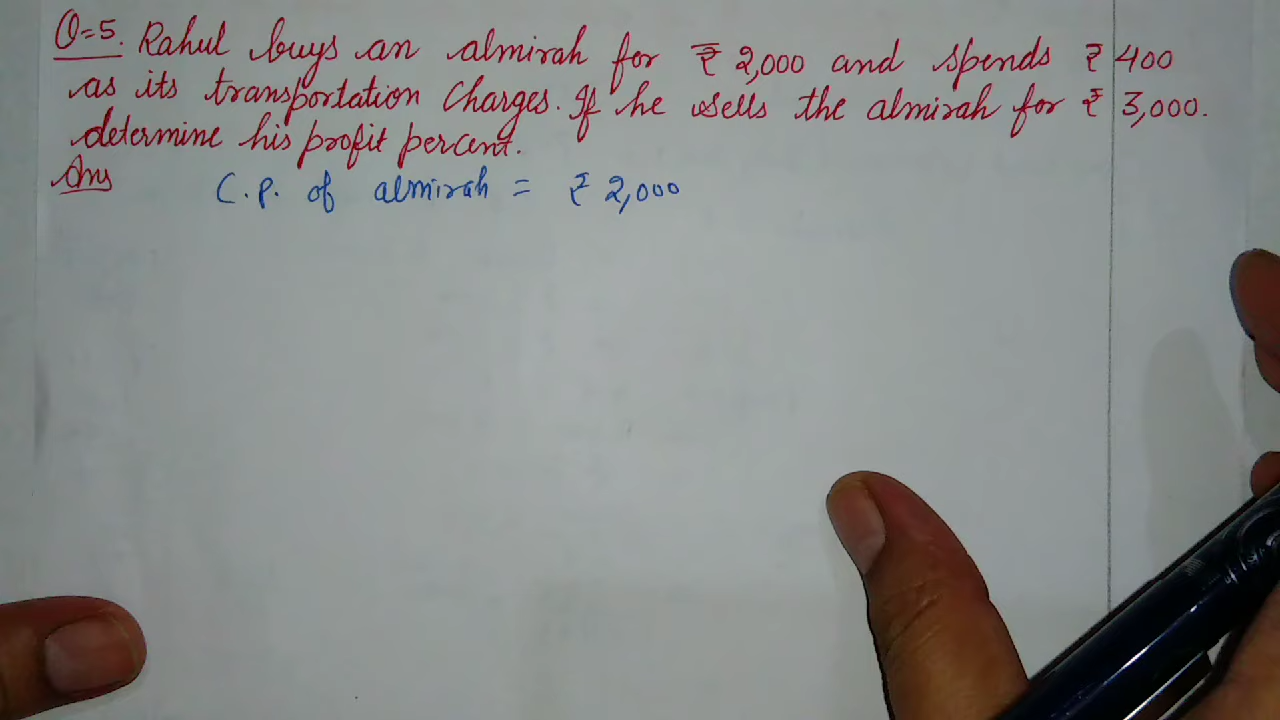 Q=5. Rahul buys an almirah for ₹ 2,000 and spends ₹ 400
as its transportation Charges. If he sells the almirah for ₹ 3,000.
determine his profit percent.
Ans C.P. of almirah = ₹ 2,000